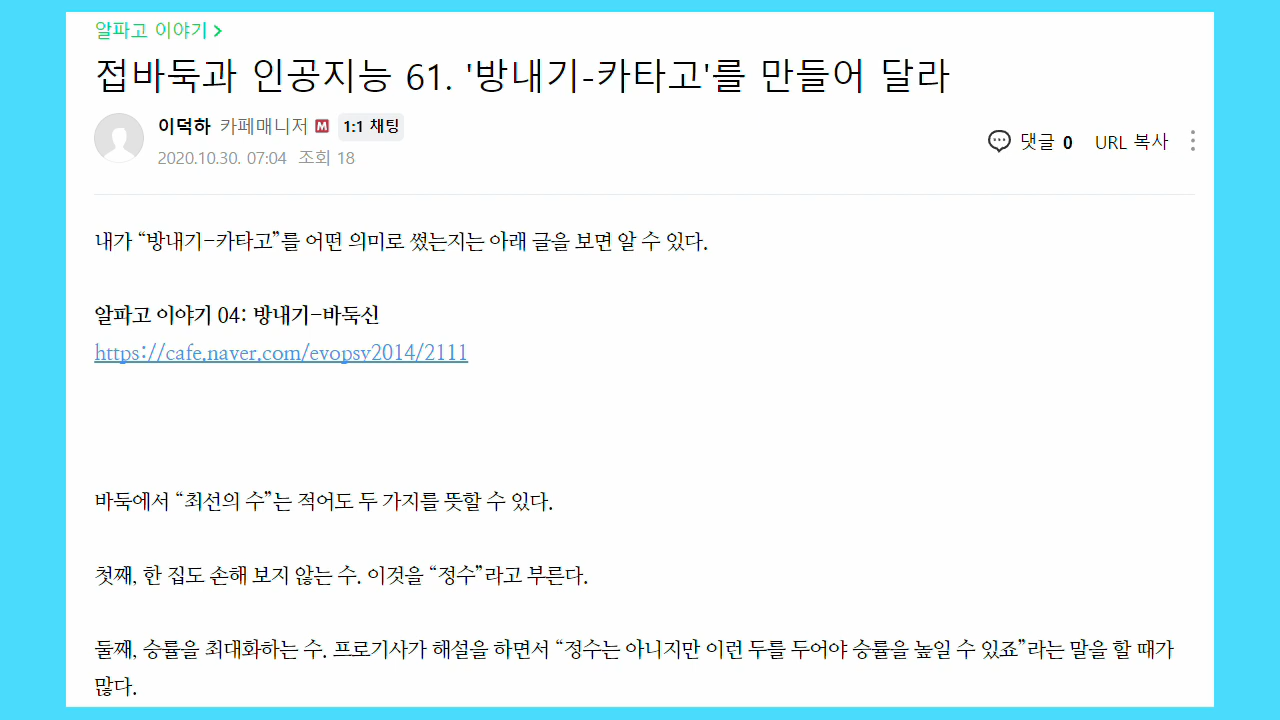 알파고 이야기 >
접바둑과 인공지능 61. '방내기-카타고'를 만들어 달라
이덕하 카페매니저 M 1:1 채팅
2020.10.30. 07:04 조회 18
댓글 0 URL 복사
내가 “방내기-카타고”를 어떤 의미로 썼는지는 아래 글을 보면 알 수 있다.
알파고 이야기 04: 방내기-바둑신
https://cafe.naver.com/evopsy2014/2111
바둑에서 “최선의 수”는 적어도 두 가지를 뜻할 수 있다.
첫째, 한 집도 손해 보지 않는 수. 이것을 “정수”라고 부른다.
둘째, 승률을 최대화하는 수. 프로기사가 해설을 하면서 “정수는 아니지만 이런 두를 두어야 승률을 높일 수 있죠”라는 말을 할 때가
많다.